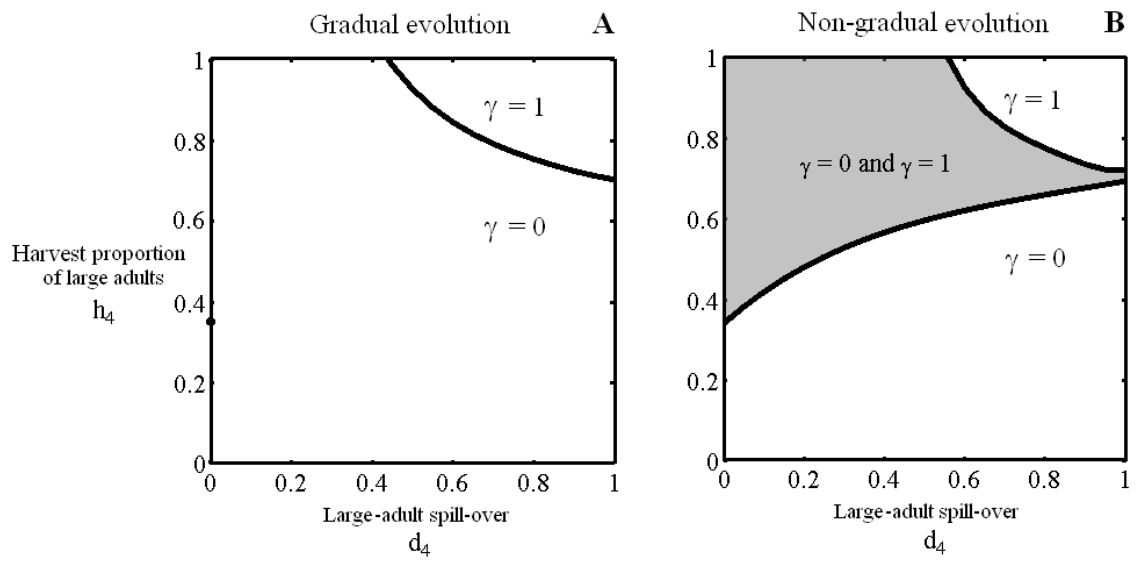 Gradual evolution A
Non-gradual evolution B
1
0.8
0.6
0.4
0.2
0
Harvest proportion
of large adults
h4
γ = 1
γ = 0
0 0.2 0.4 0.6 0.8 1
Large-adult spill-over
d4
1
0.8
0.6
0.4
0.2
0
γ = 1
γ = 0 and γ = 1
γ = 0
0 0.2 0.4 0.6 0.8 1
Large-adult spill-over
d4